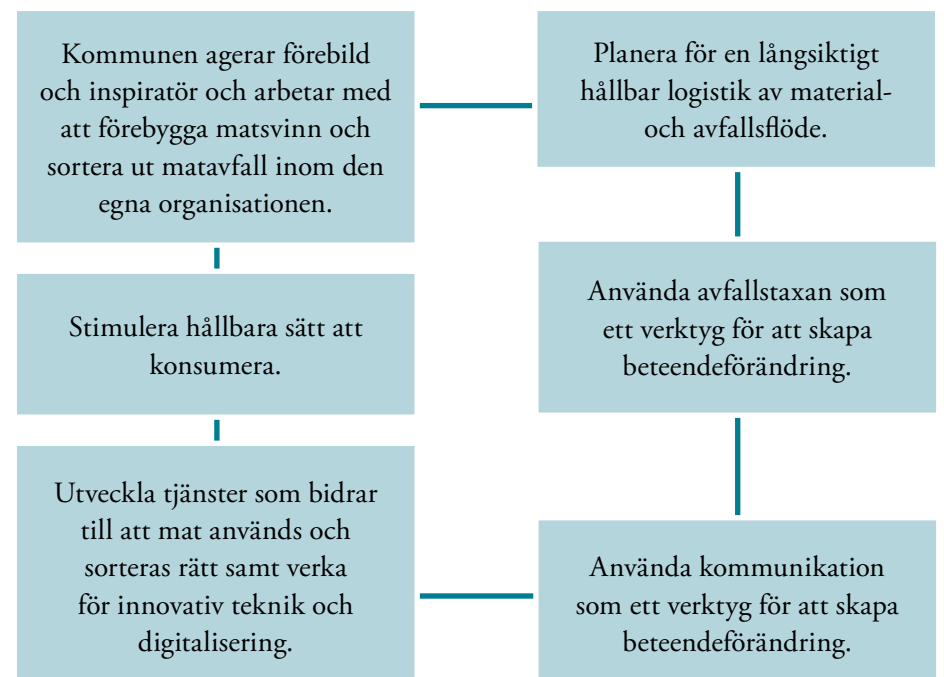 Kommunen agerar förebild
och inspiratör och arbetar med
att förebygga matsvinn och
sortera ut matavfall inom den
egna organisationen.
Stimulera hållbara sätt att
konsumera.
Utveckla tjänster som bidrar
till att mat används och
sorteras rätt samt verka
för innovativ teknik och
digitalisering.
Planera för en långsiktigt
hållbar logistik av material-
och avfallsflöde.
Använda avfallstaxan som
ett verktyg för att skapa
beteendeförändring.
Använda kommunikation
som ett verktyg för att skapa
beteendeförändring.